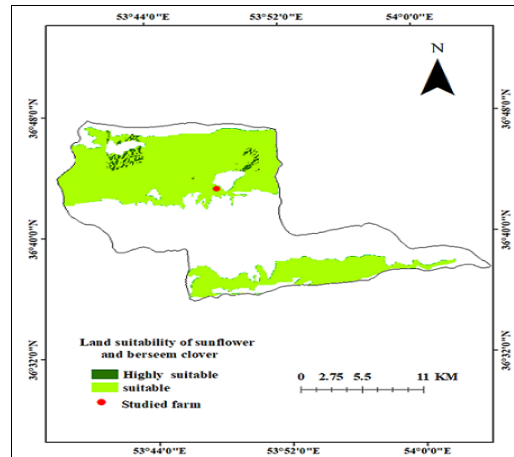 53°44'0"E 53°52'0"E 54°0'0"E
N
36°48'0"N 36°48'0"N
36°40'0"N 36°40'0"N
36°32'0"N 36°32'0"N
Land suitability of sunflower
and berseem clover
Highly suitable
suitable
Studied farm
0 2.75 5.5 11 KM
53°44'0"E 53°52'0"E 54°0'0"E